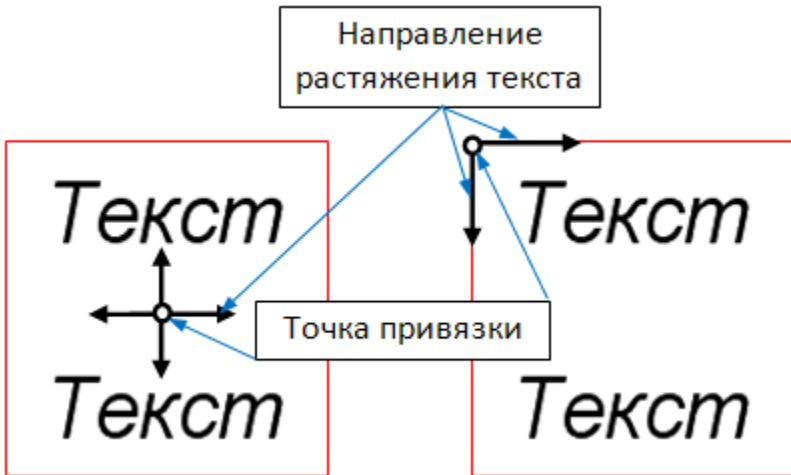 Направление
растяжения текста
Текст
Текст
Точка привязки
Текст
Текст